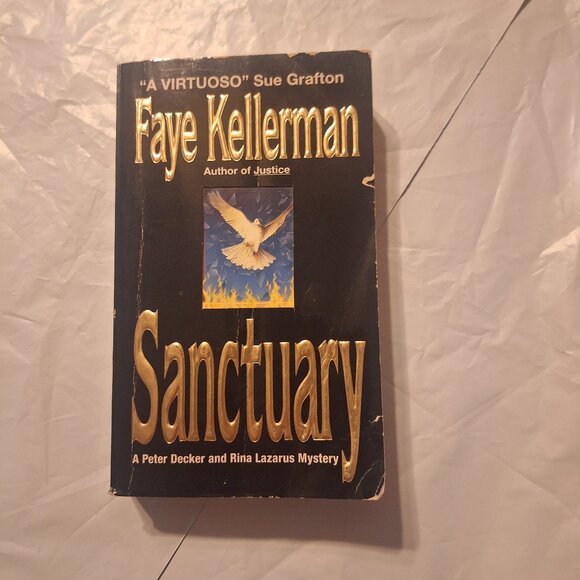 "A VIRTUOSO" Sue Grafton
Faye Kellerman
Author of Justice
Sanctuary
A Peter Decker and Rina Lazarus Mystery